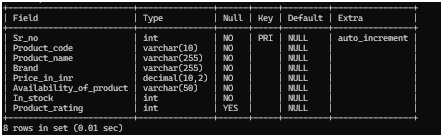 | Field | Type | Null | Key | Default | Extra |
| Sr_no | int | NO | PRI | NULL | auto_increment |
| Product_code | varchar(10) | NO | | NULL | |
| Product_name | varchar(255) | NO | | NULL | |
| Brand | varchar(255) | NO | | NULL | |
| Price_in_inr | decimal(10,2) | NO | | NULL | |
| Availability_of_product | varchar(50) | NO | | NULL | |
| In_stock | int | NO | | NULL | |
| Product_rating | int | YES | | NULL | |
8 rows in set (0.01 sec)